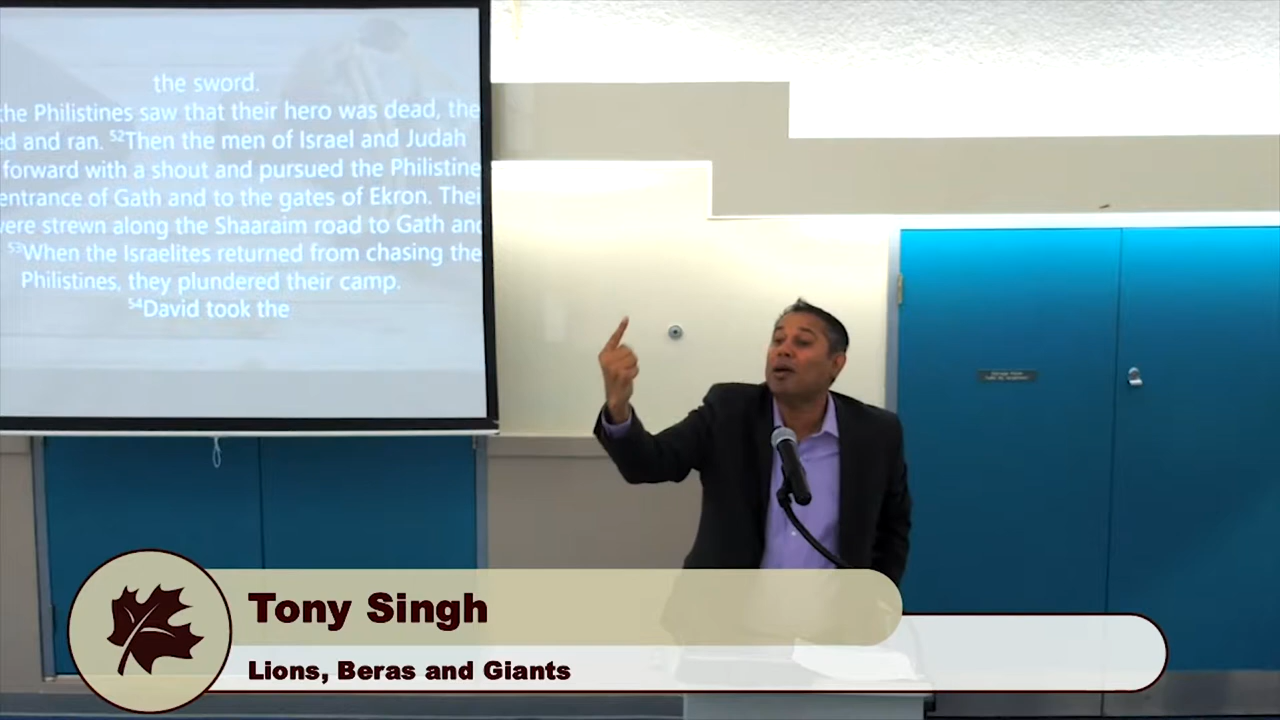 the sword.
the Philistines saw that their hero was dead, the
ed and ran. ⁵²Then the men of Israel and Judah
forward with a shout and pursued the Philistine
entrance of Gath and to the gates of Ekron. Thei
were strewn along the Shaaraim road to Gath and
⁵³When the Israelites returned from chasing the
Philistines, they plundered their camp.
⁵⁴David took the
Tony Singh
Lions, Beras and Giants